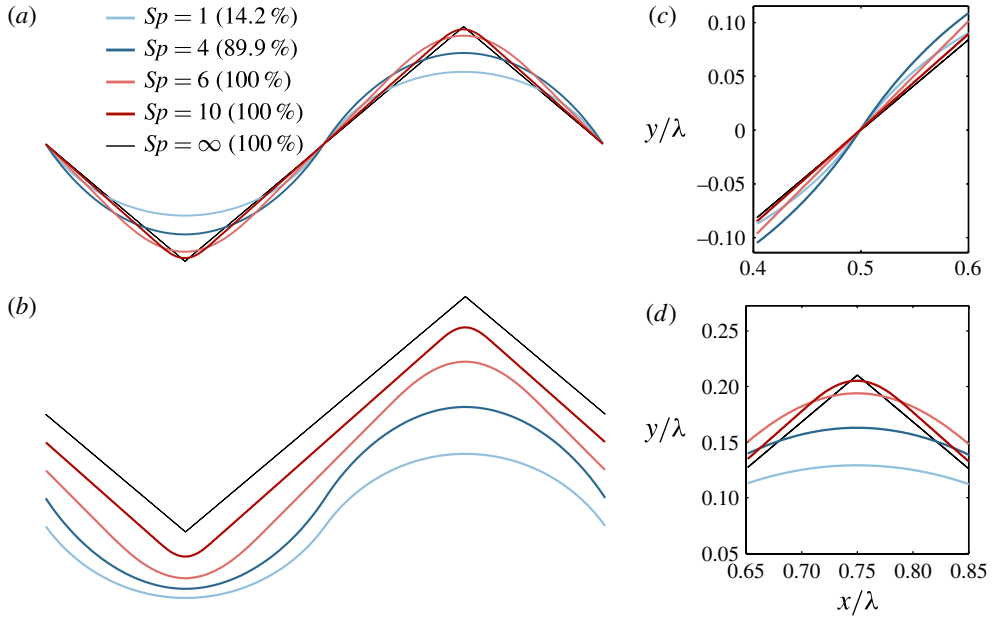 (a)
Sp = 1 (14.2 %)
Sp = 4 (89.9 %)
Sp = 6 (100 %)
Sp = 10 (100 %)
Sp = ∞ (100 %)
(b)
(c)
0.10
0.05
y/λ
0
−0.05
−0.10
0.4
0.5
0.6
(d)
0.25
0.20
y/λ
0.15
0.10
0.05
0.65
0.70
0.75
0.80
0.85
x/λ